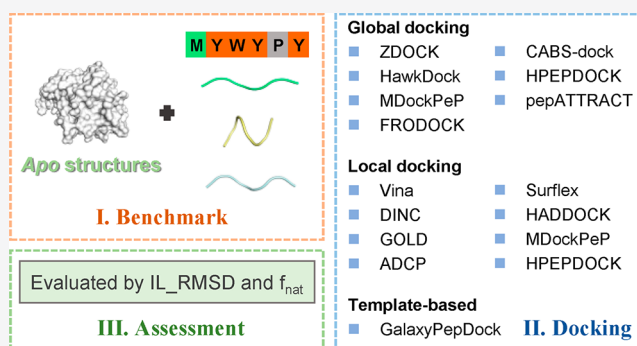 M Y W Y P Y
Apo structures
I. Benchmark
Evaluated by IL_RMSD and fnat
III. Assessment
Global docking
ZDOCK
HawkDock
MDockPeP
FRODOCK
CABS-dock
HPEPDOCK
pepATTRACT
Local docking
Vina
DINC
GOLD
ADCP
Surflex
HADDOCK
MDockPeP
HPEPDOCK
Template-based
GalaxyPepDock
II. Docking